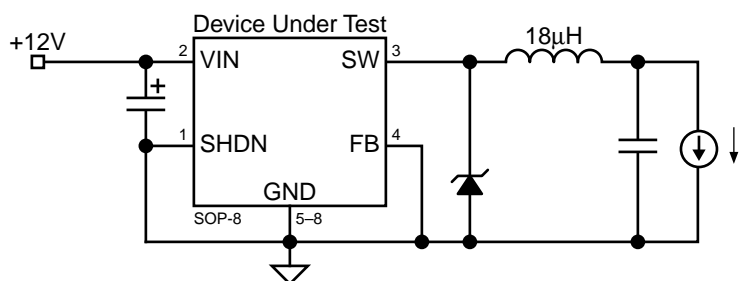 Device Under Test
+12V
2
VIN
SW
3
18μH
+
1
SHDN
FB
4
GND
SOP-8
5–8